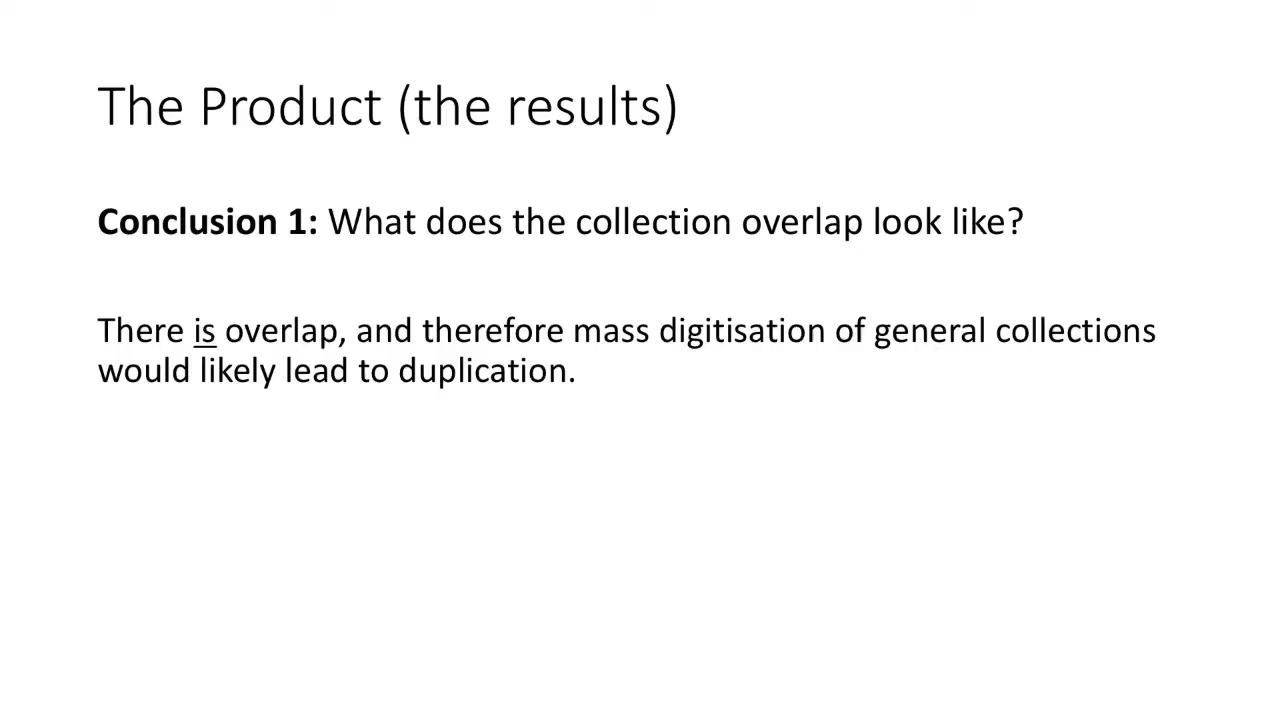 The Product (the results)
Conclusion 1: What does the collection overlap look like?
There is overlap, and therefore mass digitisation of general collections
would likely lead to duplication.